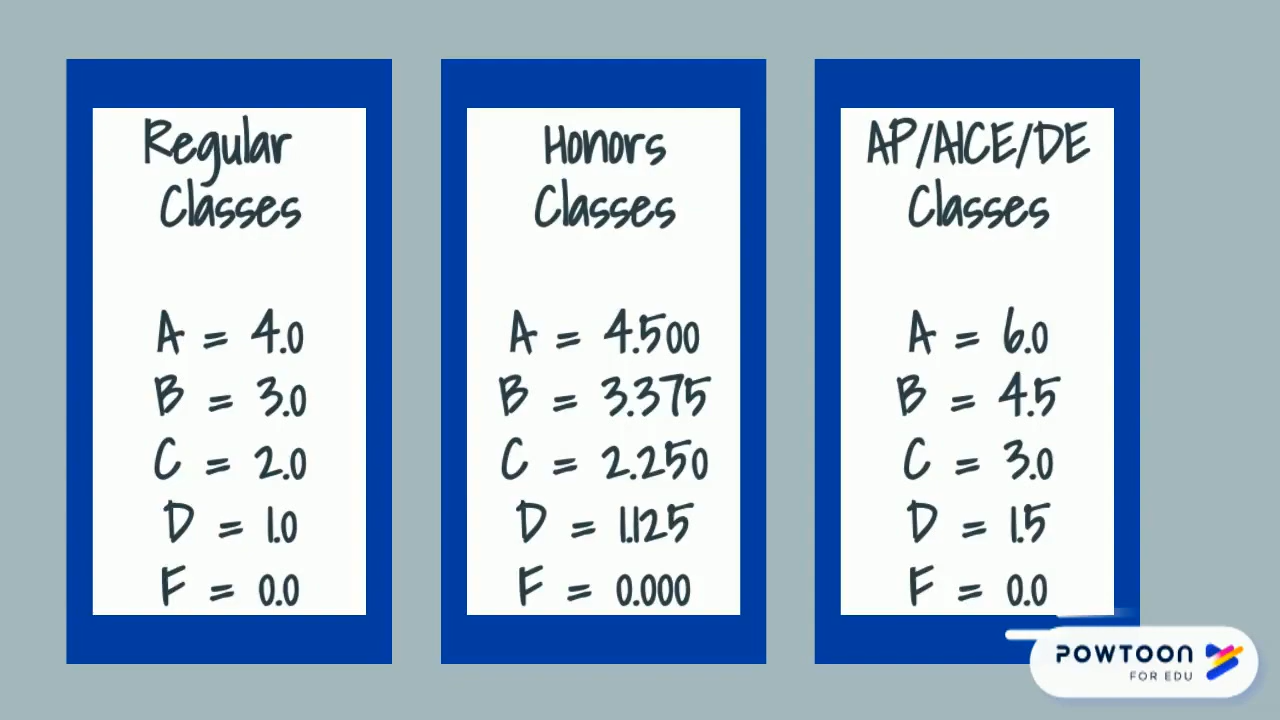 Regular
Classes
A = 4.0
B = 3.0
C = 2.0
D = 1.0
F = 0.0
Honors
Classes
A = 4.500
B = 3.375
C = 2.250
D = 1.125
F = 0.000
AP/AICE/DE
Classes
A = 6.0
B = 4.5
C = 3.0
D = 1.5
F = 0.0
POWTOON
FOR EDU